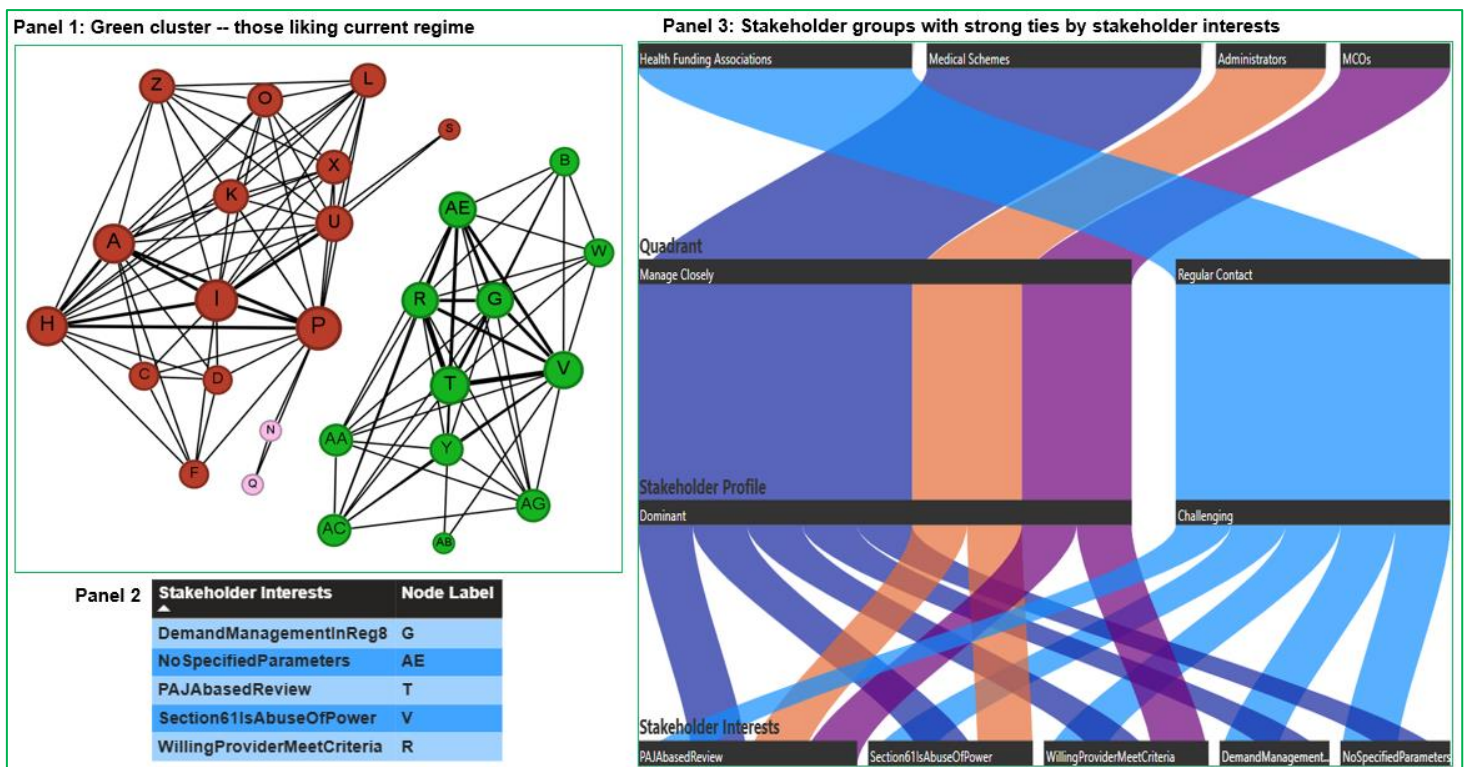 Panel 1: Green cluster -- those liking current regime
Z
O
L
S
X
K
U
A
I
H
P
C
D
N
F
Q
B
AE
W
R
G
V
T
AA
Y
AG
AC
AB
Panel 2
Stakeholder Interests Node Label
DemandManagementInReg8 G
NoSpecifiedParameters AE
PAJAbasedReview T
Section61IsAbuseOfPower V
WillingProviderMeetCriteria R
Panel 3: Stakeholder groups with strong ties by stakeholder interests
Health Funding Associations Medical Schemes Administrators MCOs
Quadrant
Manage Closely Regular Contact
Stakeholder Profile
Dominant Challenging
Stakeholder Interests
PAJAbasedReview Section61IsAbuseOfPower WillingProviderMeetCriteria DemandManagement... NoSpecifiedParameters